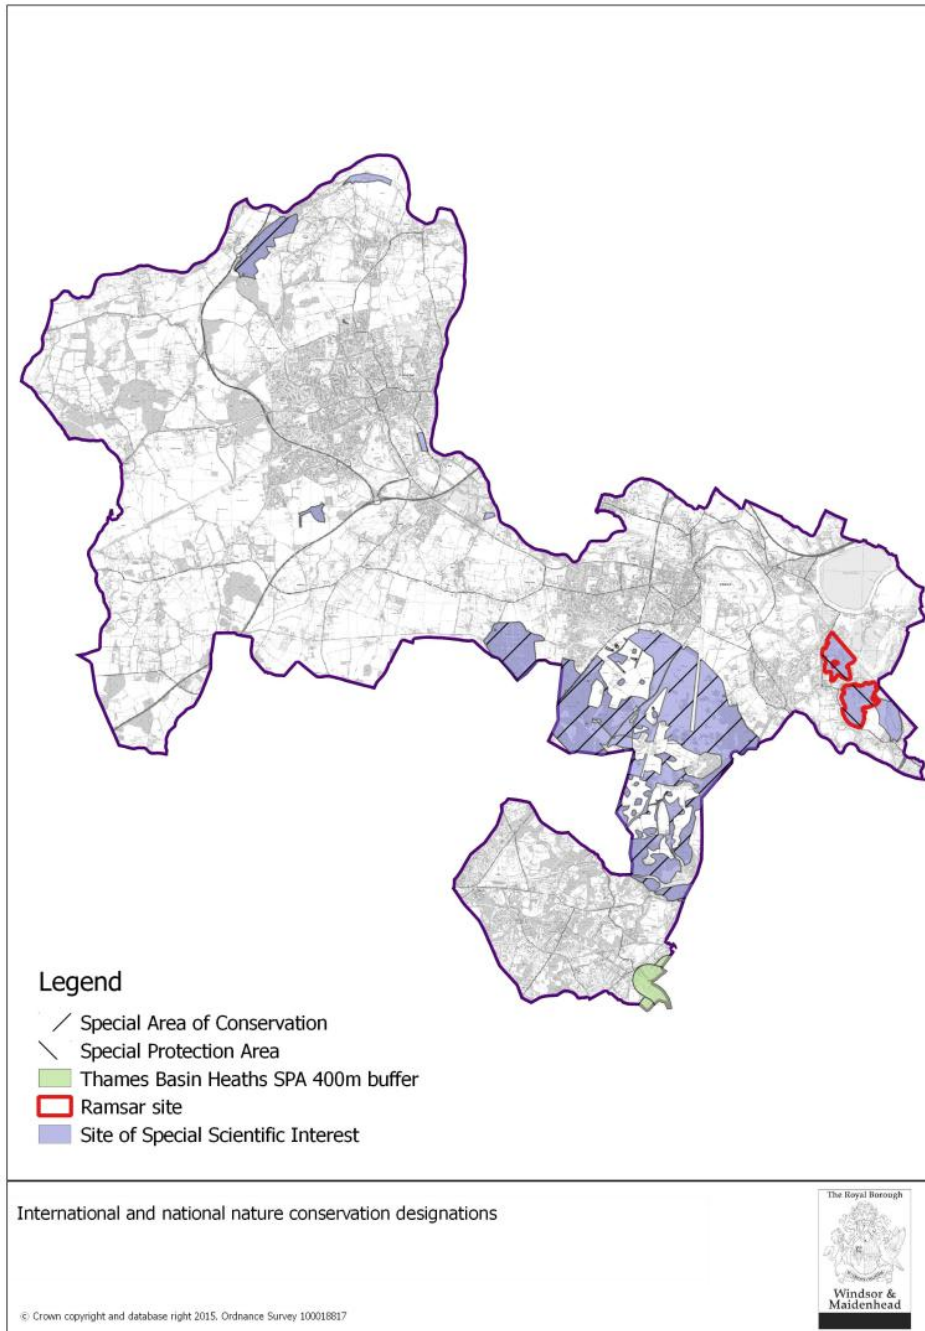 Legend
Special Area of Conservation
Special Protection Area
Thames Basin Heaths SPA 400m buffer
Ramsar site
Site of Special Scientific Interest
International and national nature conservation designations
The Royal Borough
Windsor &
Maidenhead
© Crown copyright and database right 2015. Ordnance Survey 100018817